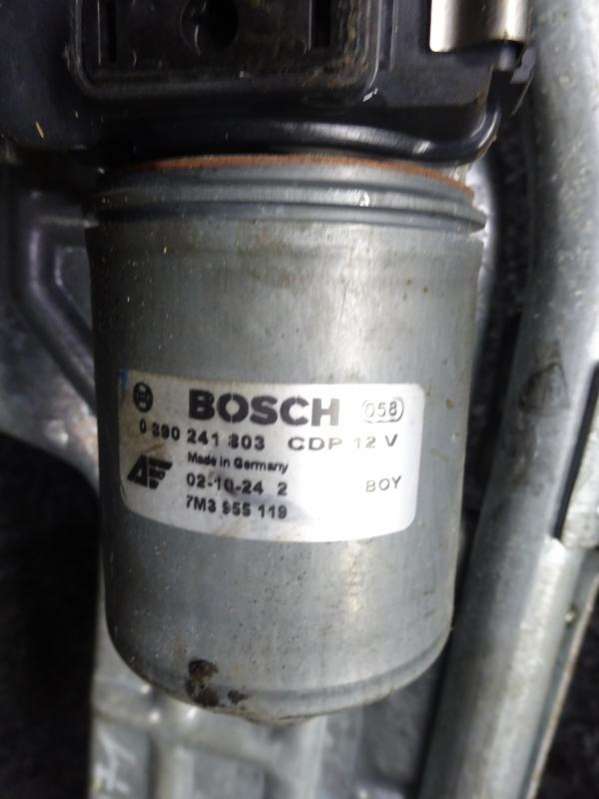 BOSCH 058
0 390 241 803 CDP 12 V
Made in Germany
02-10-24 2 BOY
7M3 955 119